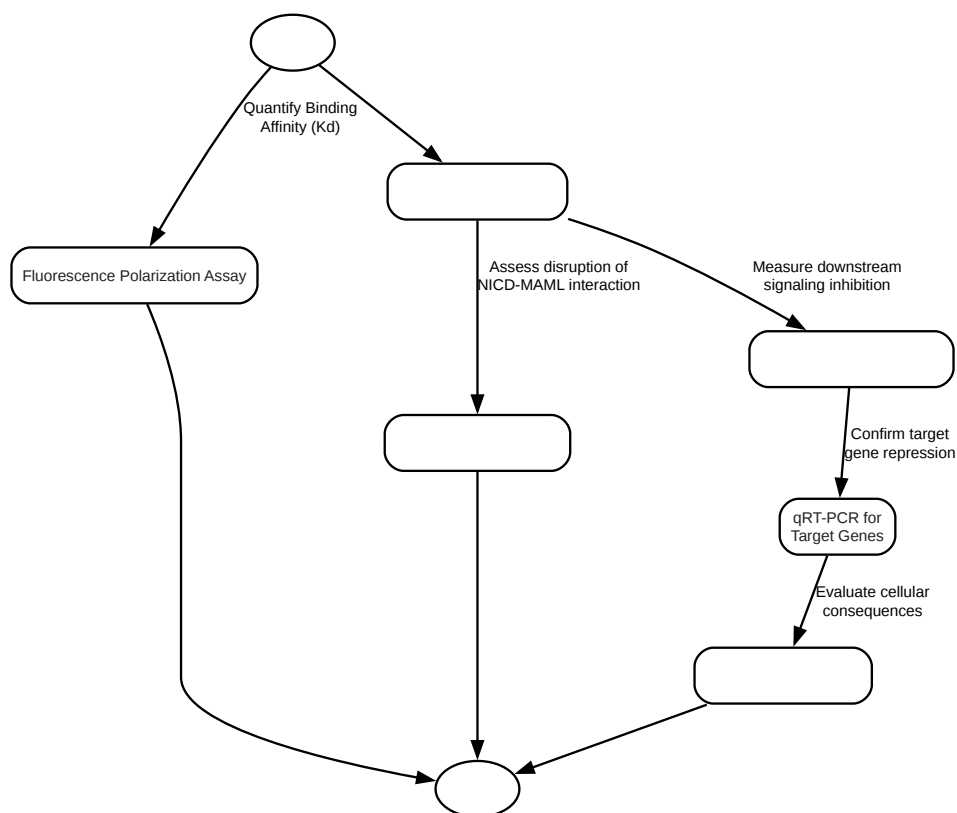 Quantify Binding
Affinity (Kd)
Fluorescence Polarization Assay
Assess disruption of
NICD-MAML interaction
Measure downstream
signaling inhibition
Confirm target
gene repression
qRT-PCR for
Target Genes
Evaluate cellular
consequences